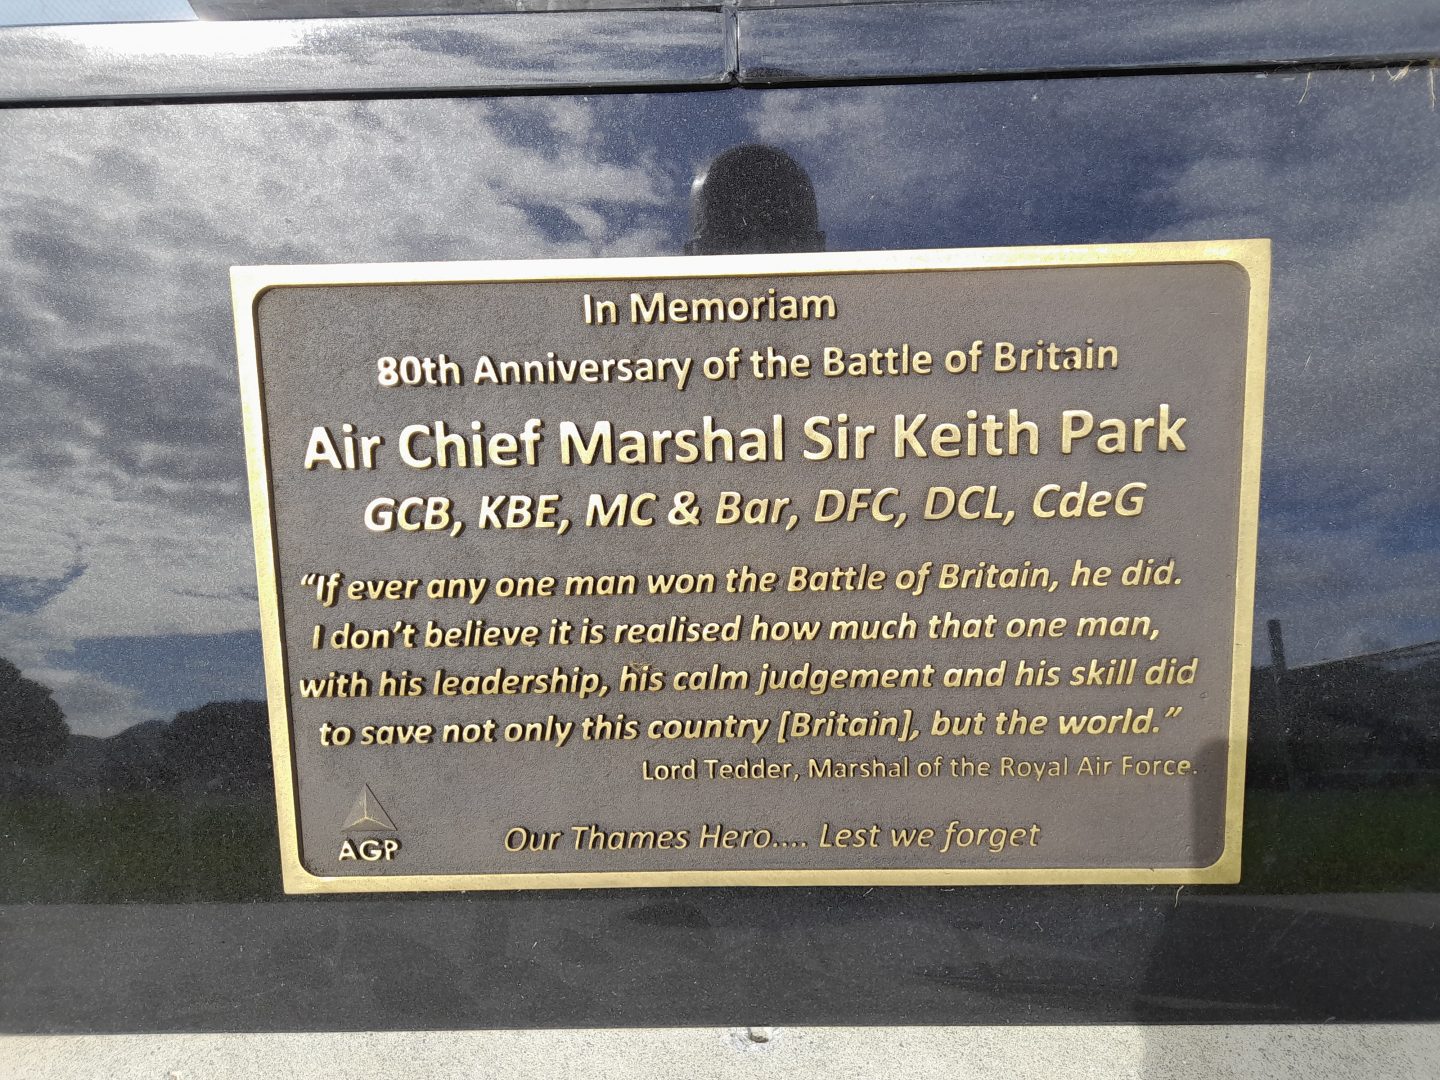 In Memoriam
80th Anniversary of the Battle of Britain
Air Chief Marshal Sir Keith Park
GCB, KBE, MC & Bar, DFC, DCL, CdeG
“If ever any one man won the Battle of Britain, he did.
I don’t believe it is realised how much that one man,
with his leadership, his calm judgement and his skill did
to save not only this country [Britain], but the world.”
Lord Tedder, Marshal of the Royal Air Force.
AGP
Our Thames Hero.... Lest we forget